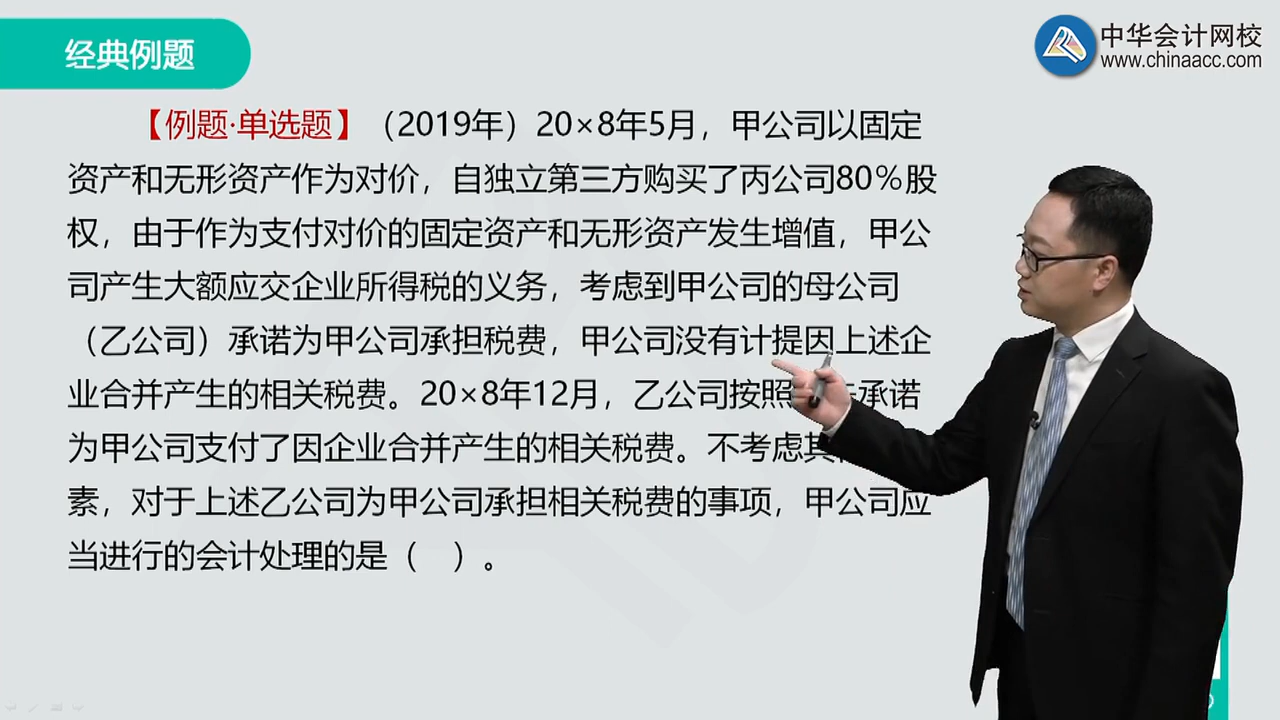 经典例题
中华会计网校
www.chinaacc.com
【例题·单选题】（2019年）20×8年5月，甲公司以固定
资产和无形资产作为对价，自独立第三方购买了丙公司80%股
权，由于作为支付对价的固定资产和无形资产发生增值，甲公
司产生大额应交企业所得税的义务，考虑到甲公司的母公司
（乙公司）承诺为甲公司承担税费，甲公司没有计提因上述企
业合并产生的相关税费。20×8年12月，乙公司按照 承诺
为甲公司支付了因企业合并产生的相关税费。不考虑其
素，对于上述乙公司为甲公司承担相关税费的事项，甲公司应
当进行的会计处理的是（ ）。